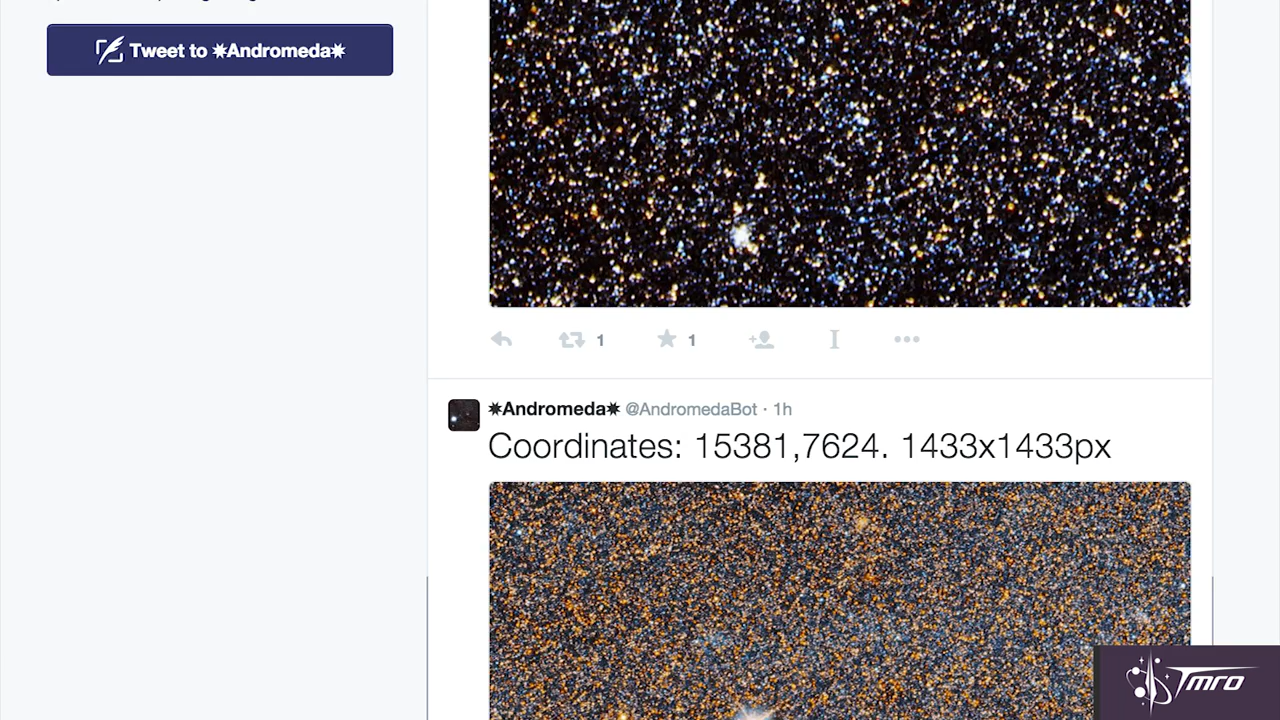 Tweet to ✷Andromeda✷
1
1
✷Andromeda✷ @AndromedaBot · 1h
Coordinates: 15381,7624. 1433x1433px
TMRO